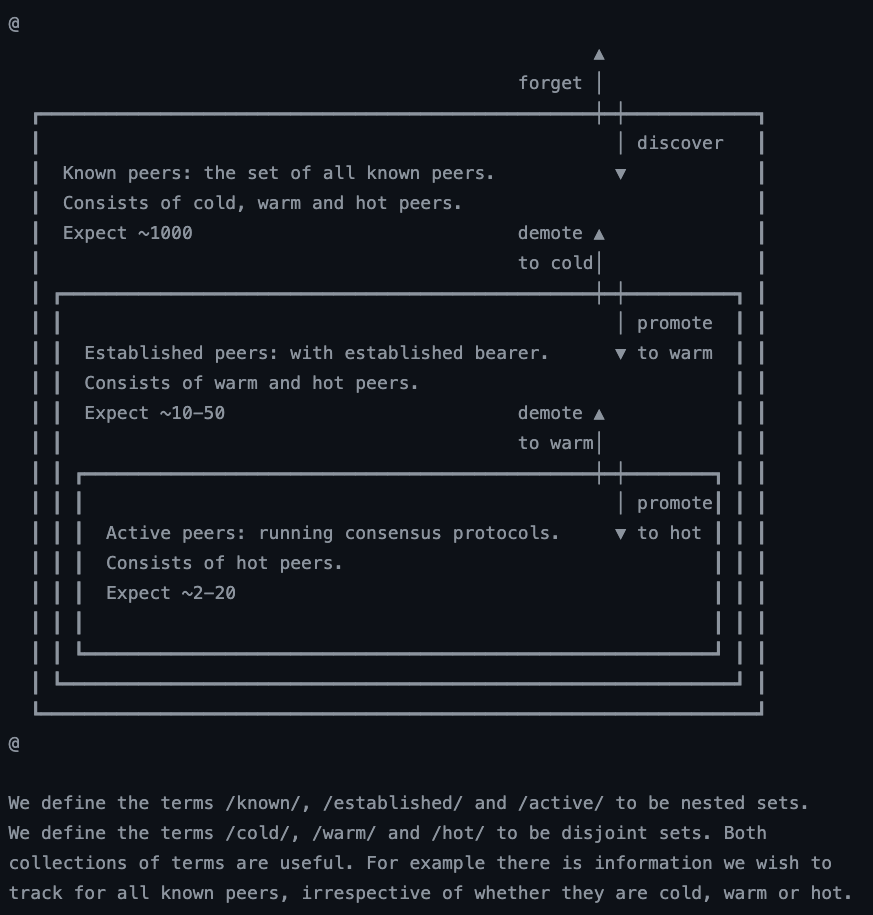 @
forget
discover
Known peers: the set of all known peers.
Consists of cold, warm and hot peers.
Expect ~1000
demote
to cold
promote
Established peers: with established bearer.
to warm
Consists of warm and hot peers.
Expect ~10-50
demote
to warm
promote
Active peers: running consensus protocols.
to hot
Consists of hot peers.
Expect ~2-20
@
We define the terms /known/, /established/ and /active/ to be nested sets.
We define the terms /cold/, /warm/ and /hot/ to be disjoint sets. Both
collections of terms are useful. For example there is information we wish to
track for all known peers, irrespective of whether they are cold, warm or hot.